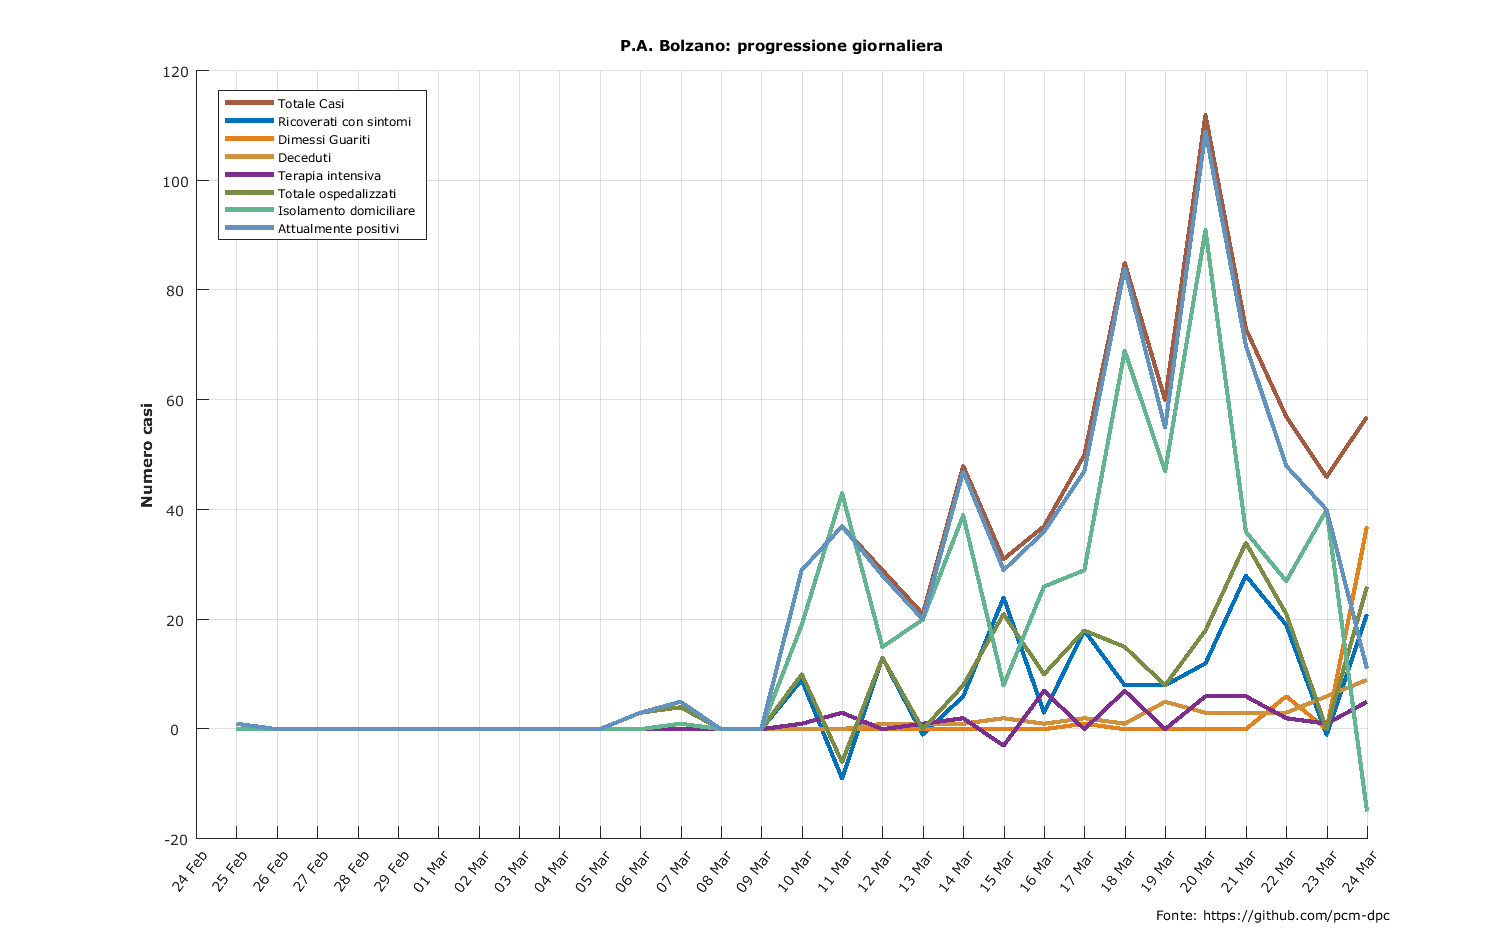 P.A. Bolzano: progressione giornaliera
120
100
80
60
40
20
0
-20
Numero casi
Totale Casi
Ricoverati con sintomi
Dimessi Guariti
Deceduti
Terapia intensiva
Totale ospedalizzati
Isolamento domiciliare
Attualmente positivi
24 Feb
25 Feb
26 Feb
27 Feb
28 Feb
29 Feb
01 Mar
02 Mar
03 Mar
04 Mar
05 Mar
06 Mar
07 Mar
08 Mar
09 Mar
10 Mar
11 Mar
12 Mar
13 Mar
14 Mar
15 Mar
16 Mar
17 Mar
18 Mar
19 Mar
20 Mar
21 Mar
22 Mar
23 Mar
24 Mar
Fonte: https://github.com/pcm-dpc